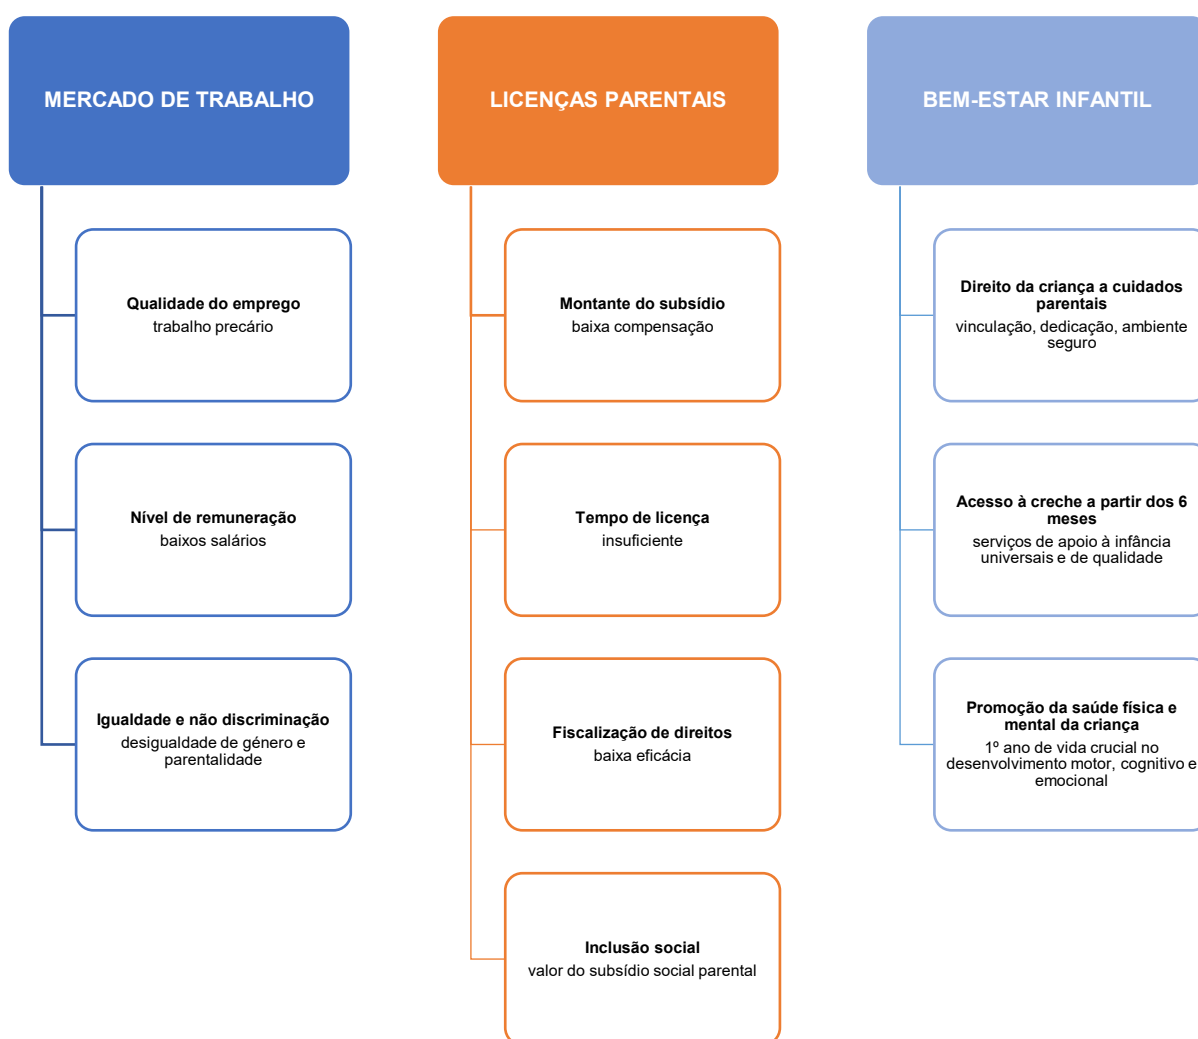 MERCADO DE TRABALHO
Qualidade do emprego
trabalho precário
Nível de remuneração
baixos salários
Igualdade e não discriminação
desigualdade de género e
parentalidade
LICENÇAS PARENTAIS
Montante do subsídio
baixa compensação
Tempo de licença
insuficiente
Fiscalização de direitos
baixa eficácia
Inclusão social
valor do subsídio social parental
BEM-ESTAR INFANTIL
Direito da criança a cuidados
parentais
vinculação, dedicação, ambiente
seguro
Acesso à creche a partir dos 6
meses
serviços de apoio à infância
universais e de qualidade
Promoção da saúde física e
mental da criança
1º ano de vida crucial no
desenvolvimento motor, cognitivo e
emocional